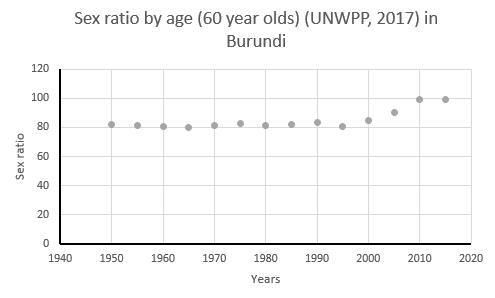 Sex ratio by age (60 year olds) (UNWPP, 2017) in
Burundi
120
100
80
60
40
20
0
Sex ratio
1940 1950 1960 1970 1980 1990 2000 2010 2020
Years